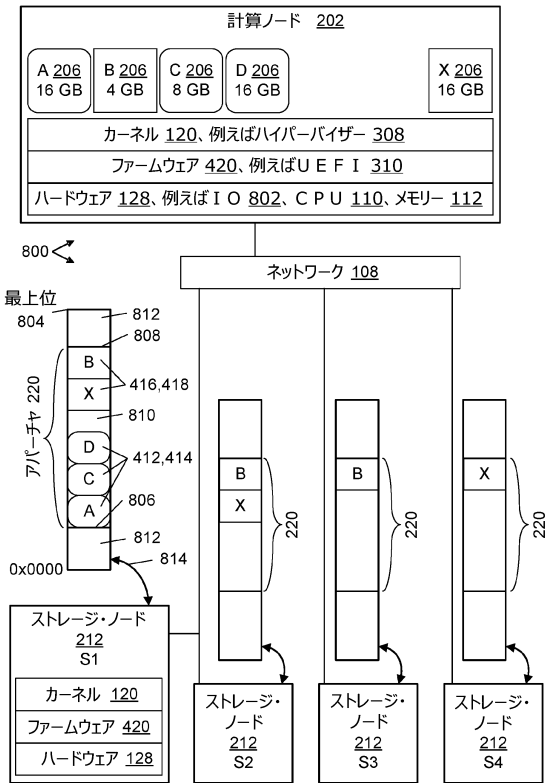 計算ノード 202
A 206
16 GB
B 206
4 GB
C 206
8 GB
D 206
16 GB
X 206
16 GB
カーネル 120、例えばハイパーバイザー 308
ファームウェア 420、例えばUEFI 310
ハードウェア 128、例えばIO 802、CPU 110、メモリー 112
800
ネットワーク 108
最上位
804
812
808
B
X
416,418
810
D
C
A
412,414
806
812
アパーチャ 220
0x0000
814
B
X
220
B
220
X
220
ストレージ・ノード
212
S1
カーネル 120
ファームウェア 420
ハードウェア 128
ストレージ・
ノード
212
S2
ストレージ・
ノード
212
S3
ストレージ・
ノード
212
S4